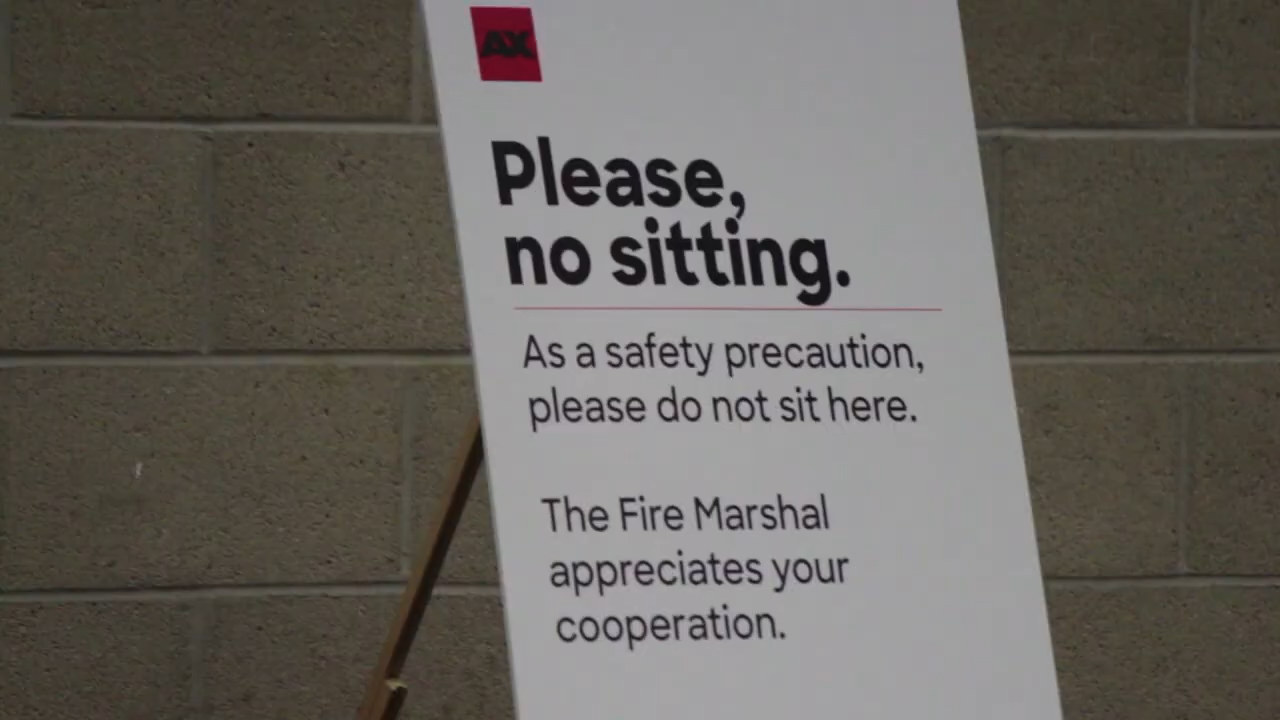 AX
Please,
no sitting.
As a safety precaution,
please do not sit here.
The Fire Marshal
appreciates your
cooperation.